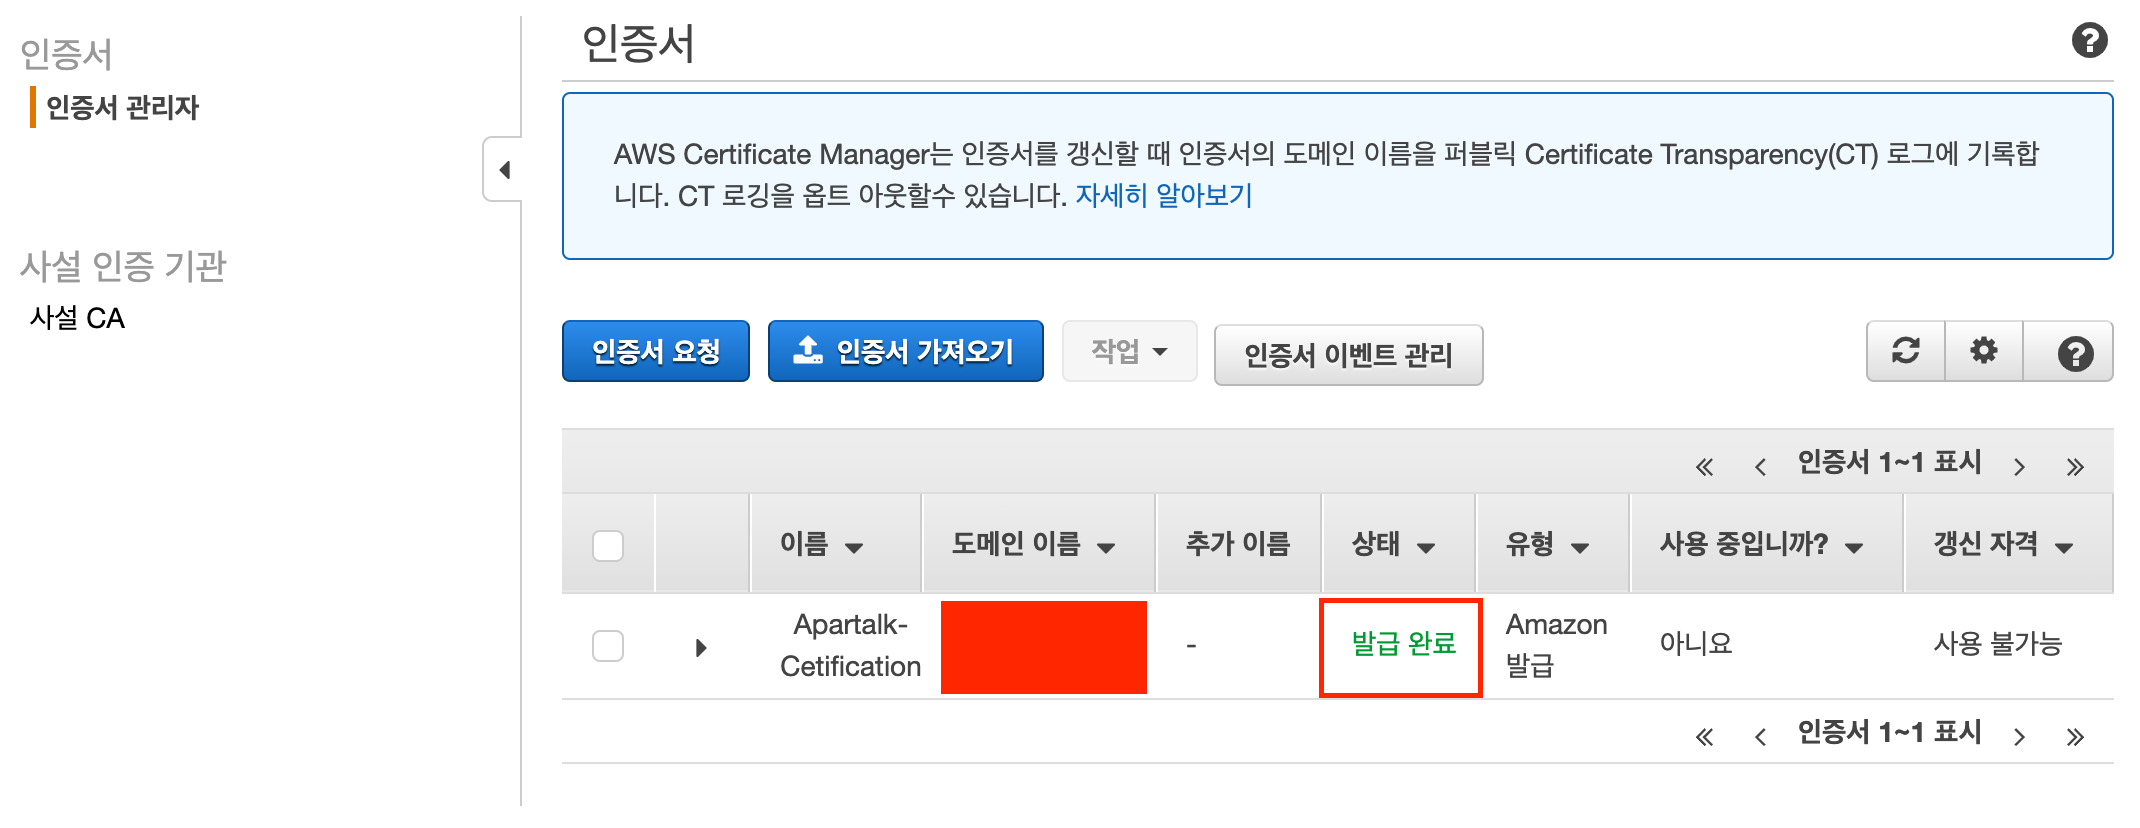 인증서
인증서 관리자
사설 인증 기관
사설 CA
인증서
AWS Certificate Manager는 인증서를 갱신할 때 인증서의 도메인 이름을 퍼블릭 Certificate Transparency(CT) 로그에 기록합
니다. CT 로깅을 옵트 아웃할수 있습니다. 자세히 알아보기
인증서 요청 인증서 가져오기 작업 인증서 이벤트 관리
« ‹ 인증서 1~1 표시 › »
이름 도메인 이름 추가 이름 상태 유형 사용 중입니까? 갱신 자격
Apartalk-
Cetification
-
발급 완료
Amazon
발급
아니요
사용 불가능
« ‹ 인증서 1~1 표시 › »